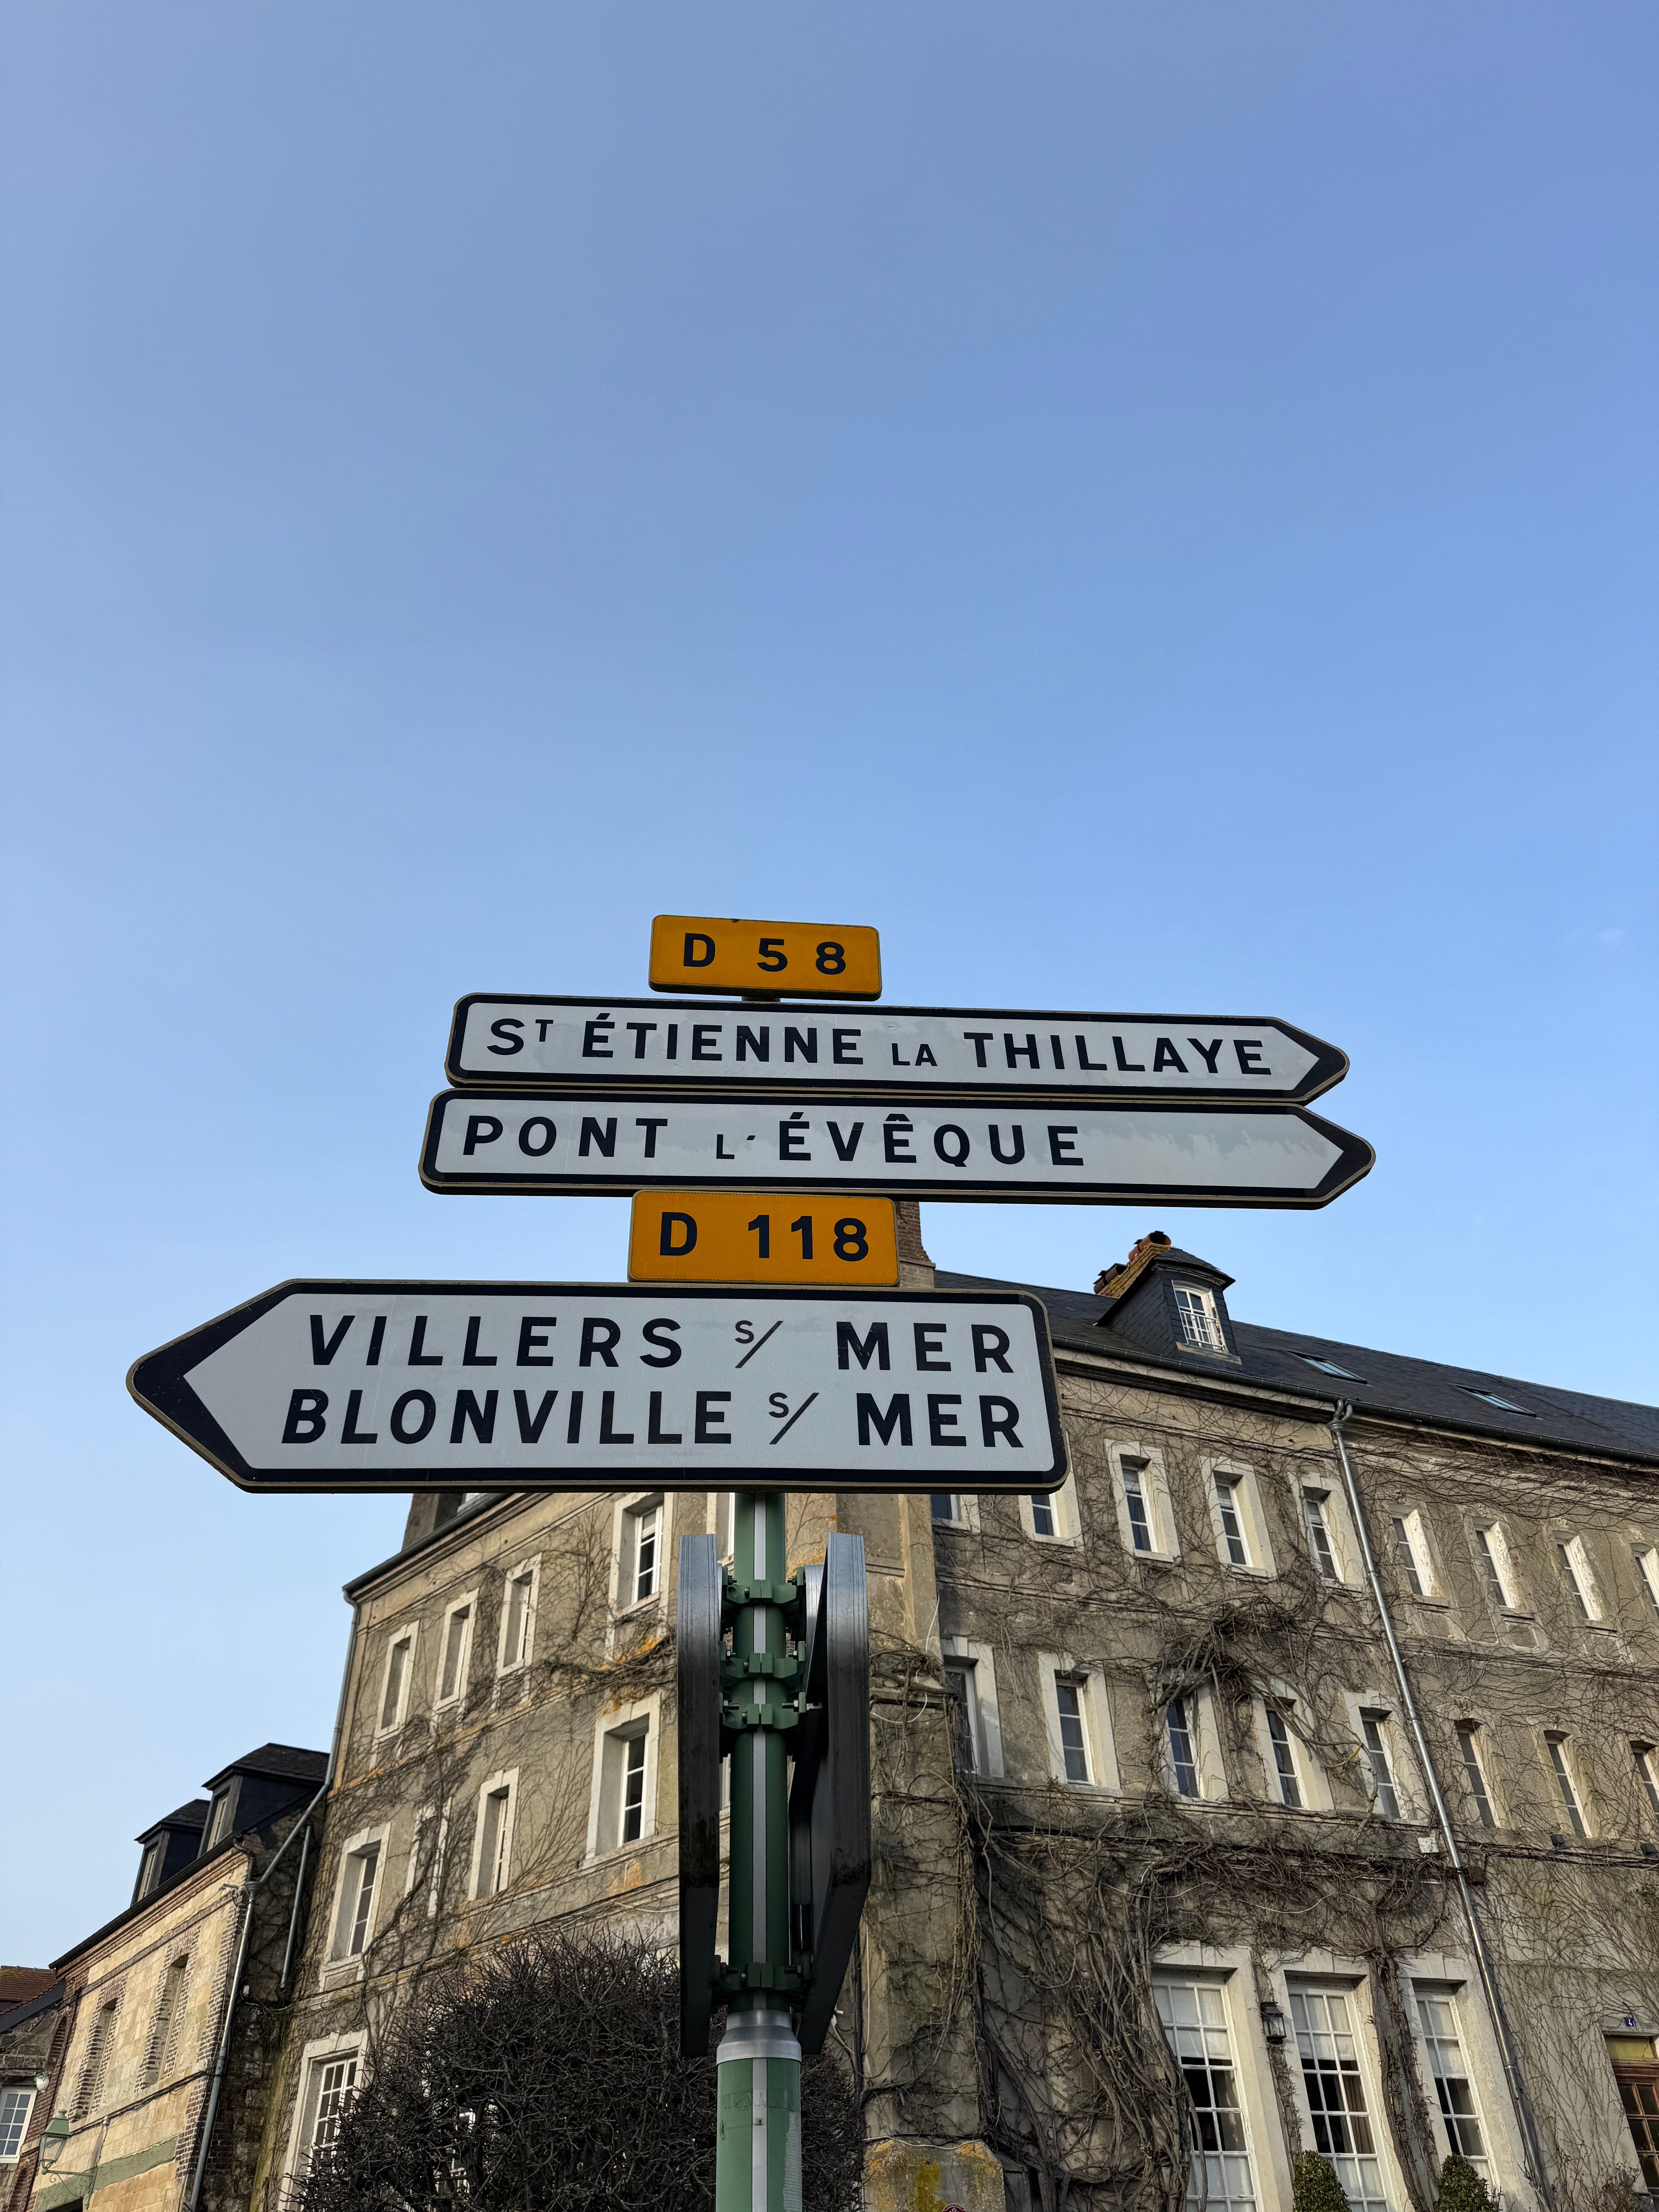 D 58
ST ÉTIENNE LA THILLAYE
PONT L'ÉVÊQUE
D 118
VILLERS S/ MER
BLONVILLE S/ MER